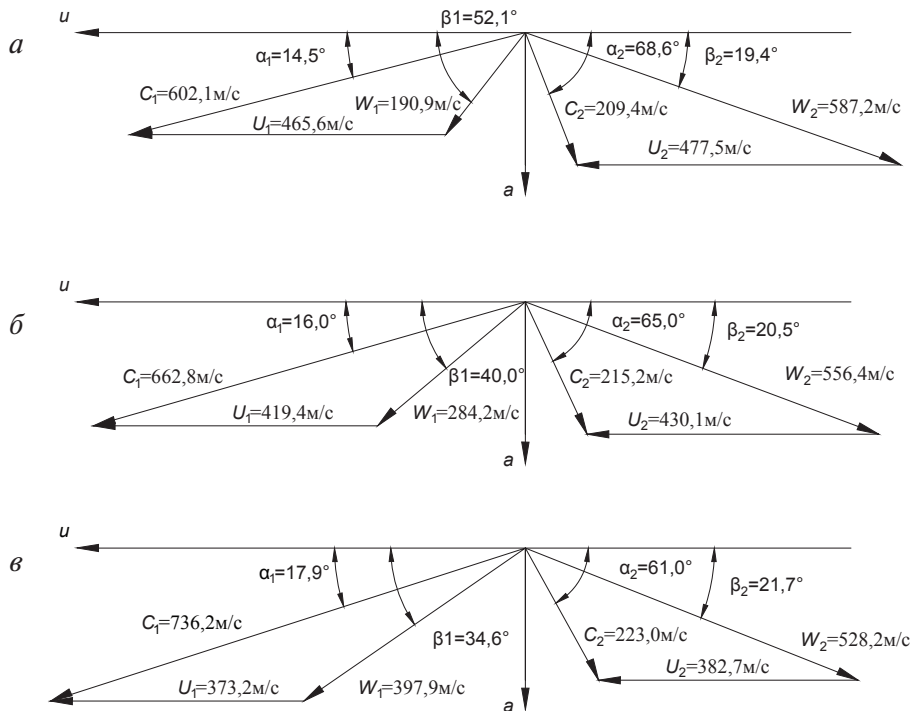 а
u
β1=52,1°
α₁=14,5°
α₂=68,6°
β₂=19,4°
C₁=602,1м/с
W₁=190,9м/с
C₂=209,4м/с
W₂=587,2м/с
U₁=465,6м/с
U₂=477,5м/с
a
б
u
α₁=16,0°
α₂=65,0°
β₂=20,5°
C₁=662,8м/с
β1=40,0°
C₂=215,2м/с
W₂=556,4м/с
U₁=419,4м/с
W₁=284,2м/с
U₂=430,1м/с
a
в
u
α₁=17,9°
α₂=61,0°
β₂=21,7°
C₁=736,2м/с
β1=34,6°
C₂=223,0м/с
W₂=528,2м/с
U₁=373,2м/с
W₁=397,9м/с
U₂=382,7м/с
a